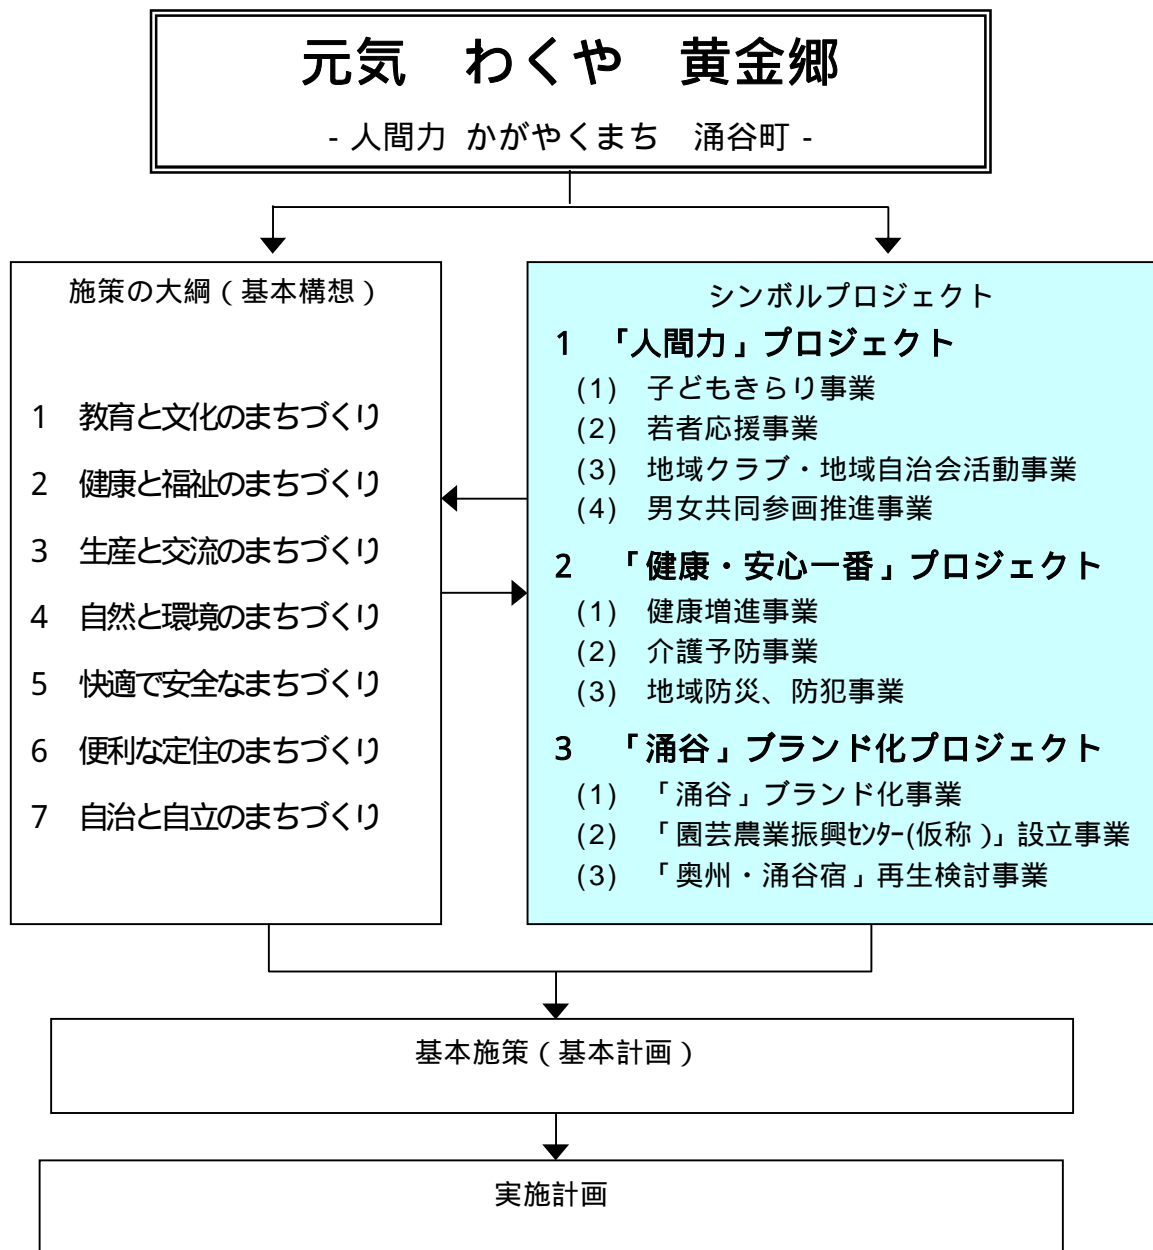 元気　わくや　黄金郷
- 人間力 かがやくまち　涌谷町 -
施策の大綱（基本構想）
1　教育と文化のまちづくり
2　健康と福祉のまちづくり
3　生産と交流のまちづくり
4　自然と環境のまちづくり
5　快適で安全なまちづくり
6　便利な定住のまちづくり
7　自治と自立のまちづくり
シンボルプロジェクト
1　「人間力」プロジェクト
(1)　子どもきらり事業
(2)　若者応援事業
(3)　地域クラブ・地域自治会活動事業
(4)　男女共同参画推進事業
2　「健康・安心一番」プロジェクト
(1)　健康増進事業
(2)　介護予防事業
(3)　地域防災、防犯事業
3　「涌谷」ブランド化プロジェクト
(1)　「涌谷」ブランド化事業
(2)　「園芸農業振興ｾﾝﾀｰ(仮称)」設立事業
(3)　「奥州・涌谷宿」再生検討事業
基本施策（基本計画）
実施計画